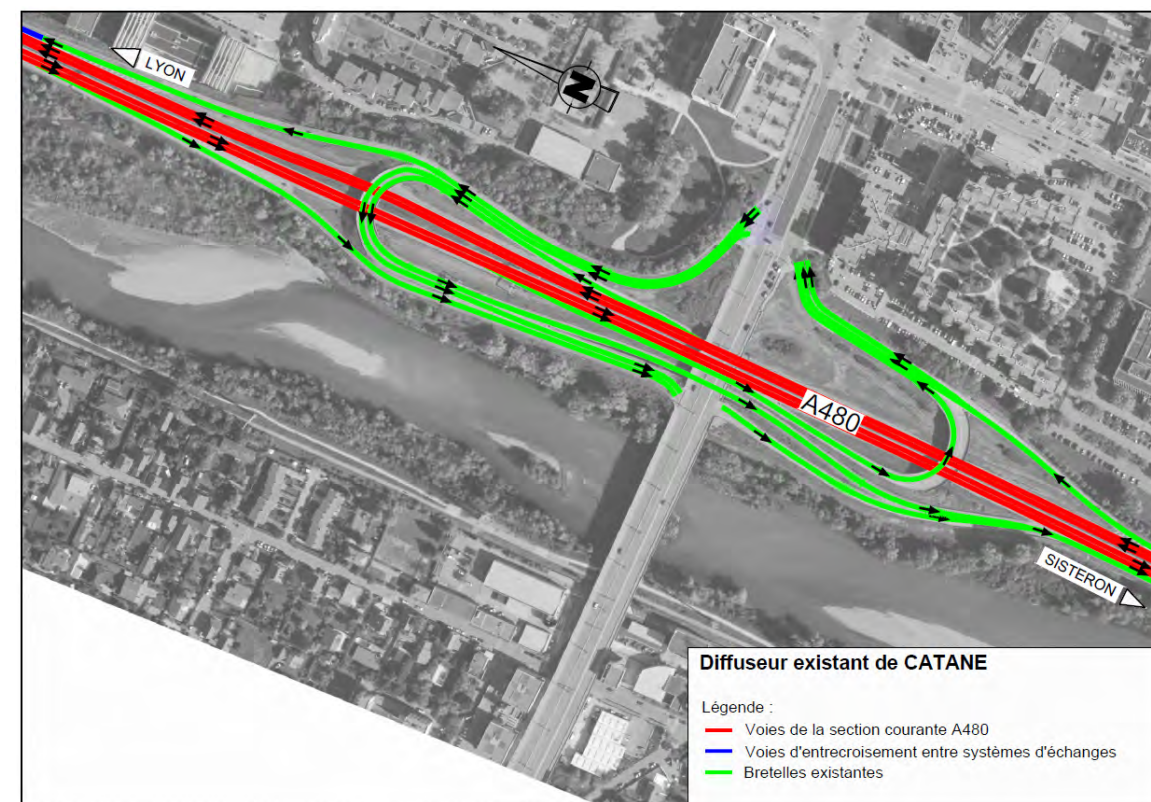 LYON
N
A480
SISTERON
Diffuseur existant de CATANE
Légende :
Voies de la section courante A480
Voies d'entrecroisement entre systèmes d'échanges
Bretelles existantes